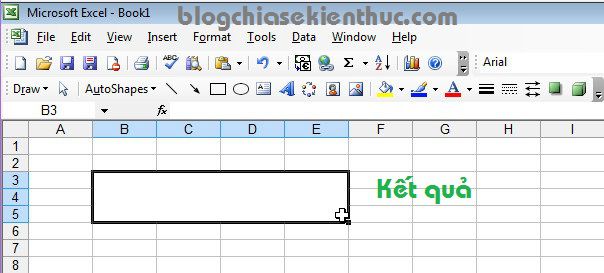 Microsoft Excel - Book1
blogchiasekienthuc.com
File Edit View Insert Format Tools Data Window Help
Arial
Draw AutoShapes
B3 fx
A B C D E F G H I
1
2
3 Kết quả
4
5
6
7
8